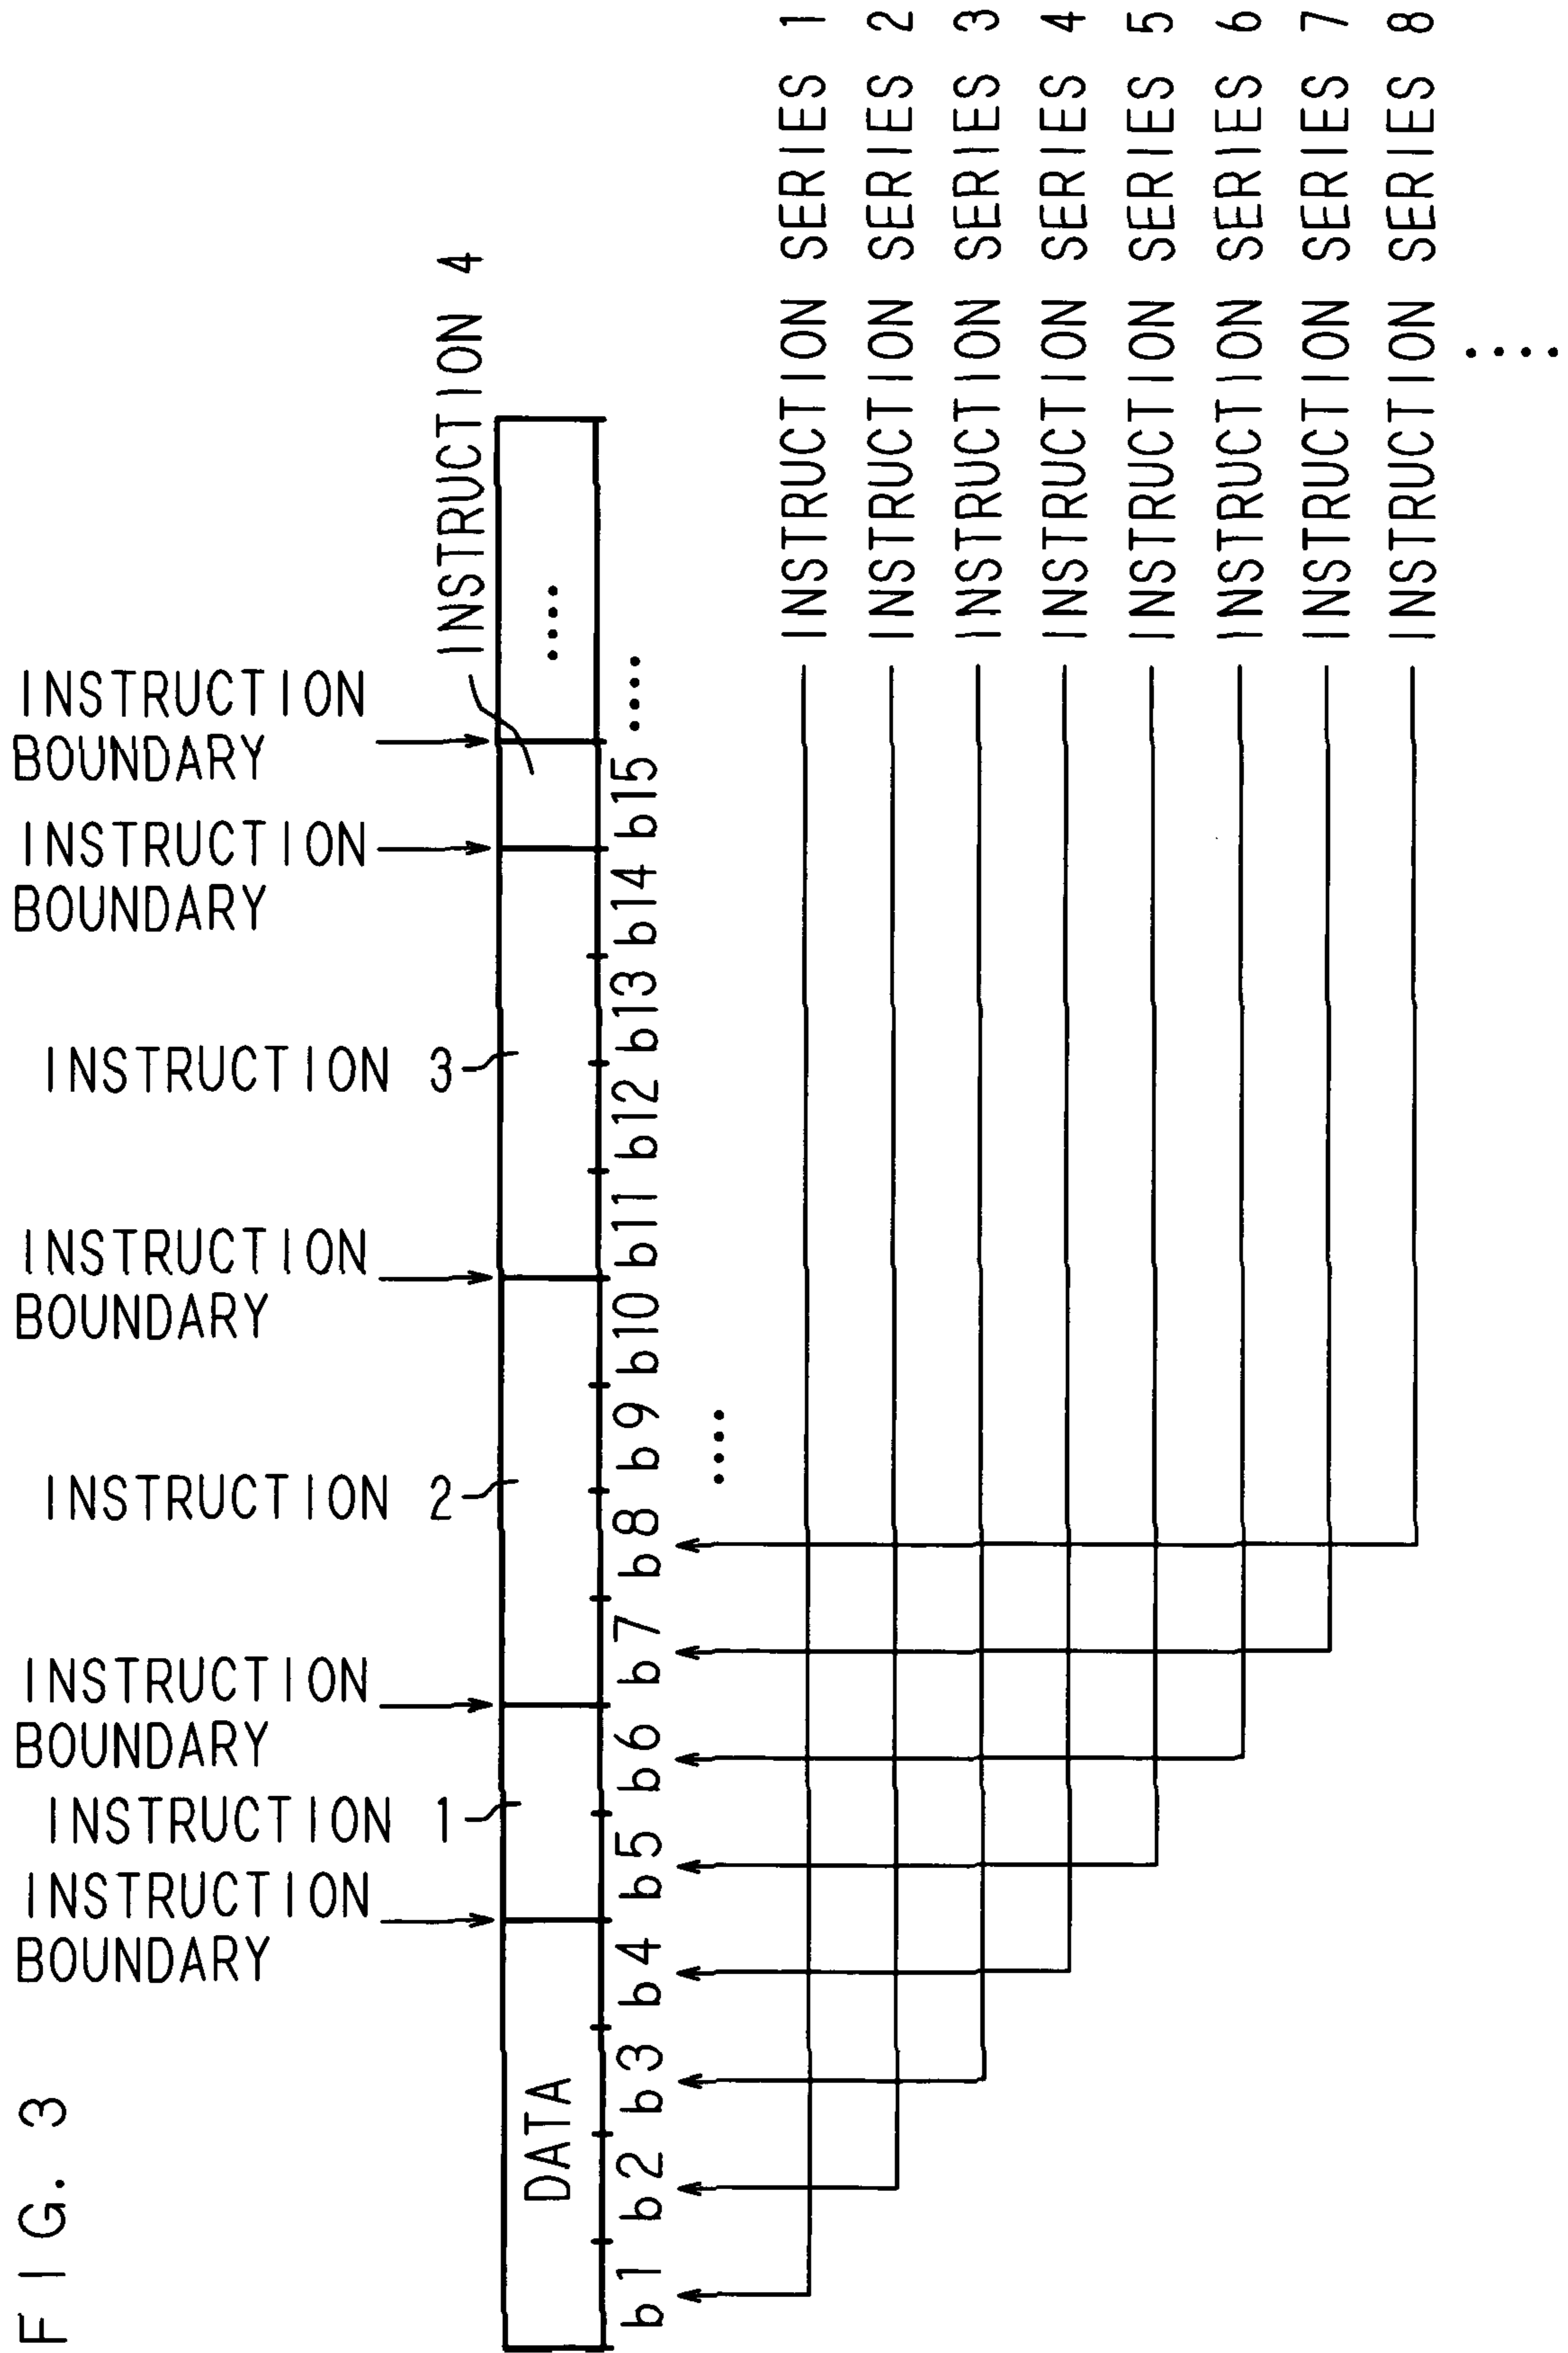 FIG. 3
INSTRUCTION
BOUNDARY
INSTRUCTION 1
INSTRUCTION
BOUNDARY
INSTRUCTION 2
INSTRUCTION
BOUNDARY
INSTRUCTION 3
INSTRUCTION
BOUNDARY
INSTRUCTION
BOUNDARY
INSTRUCTION 4
DATA ....
b1 b2 b3 b4 b5 b6 b7 b8 b9 b10 b11 b12 b13 b14 b15 ....
....
INSTRUCTION SERIES 1
INSTRUCTION SERIES 2
INSTRUCTION SERIES 3
INSTRUCTION SERIES 4
INSTRUCTION SERIES 5
INSTRUCTION SERIES 6
INSTRUCTION SERIES 7
INSTRUCTION SERIES 8
....